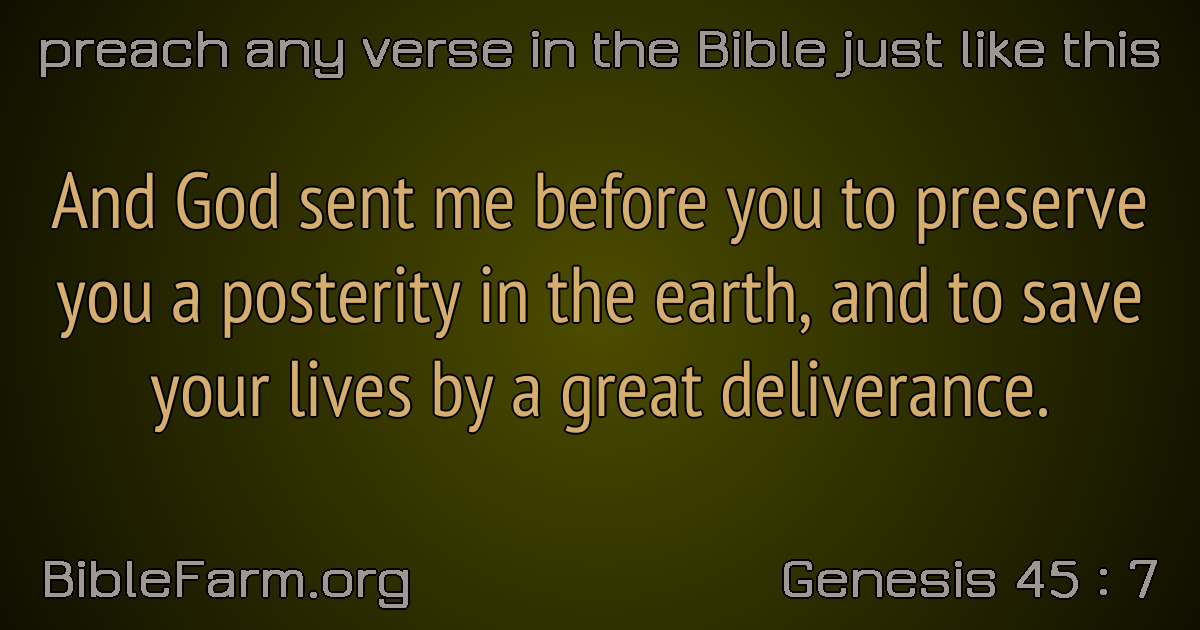 preach any verse in the Bible just like this
And God sent me before you to preserve
you a posterity in the earth, and to save
your lives by a great deliverance.
BibleFarm.org
Genesis 45 : 7